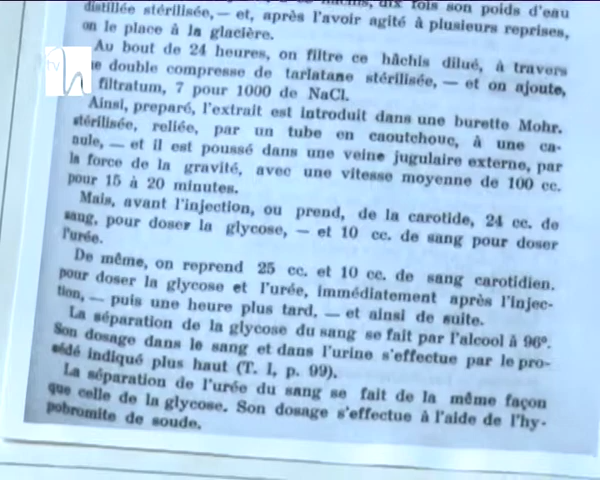 hâchis, dix fois son poids d'eau
distillée stérilisée, — et, après l'avoir agité à plusieurs reprises,
on le place à la glacière.
Au bout de 24 heures, on filtre ce hâchis dilué, à travers
tv
ne double compresse de tarlatane stérilisée, — et on ajoute,
filtratum, 7 pour 1000 de NaCl.
Ainsi, preparé, l'extrait est introduit dans une burette Mohr.
stérilisée, reliée, par un tube en caoutchouc, à une ca-
nule, — et il est poussé dans une veine jugulaire externe, par
la force de la gravité, avec une vitesse moyenne de 100 cc.
pour 15 à 20 minutes.
Mais, avant l'injection, ou prend, de la carotide, 24 cc. de
sang, pour doser la glycose, — et 10 cc. de sang pour doser
l'urée.
De même, on reprend 25 cc. et 10 cc. de sang carotidien.
pour doser la glycose et l'urée, immédiatement après l'injec-
tion, — puis une heure plus tard, — et ainsi de suite.
La séparation de la glycose du sang se fait par l'alcool à 96°.
Son dosage dans le sang et dans l'urine s'effectue par le pro-
cédé indiqué plus haut (T. I, p. 99).
La séparation de l'urée du sang se fait de la même façon
que celle de la glycose. Son dosage s'effectue à l'aide de l'hy-
pobromite de soude.